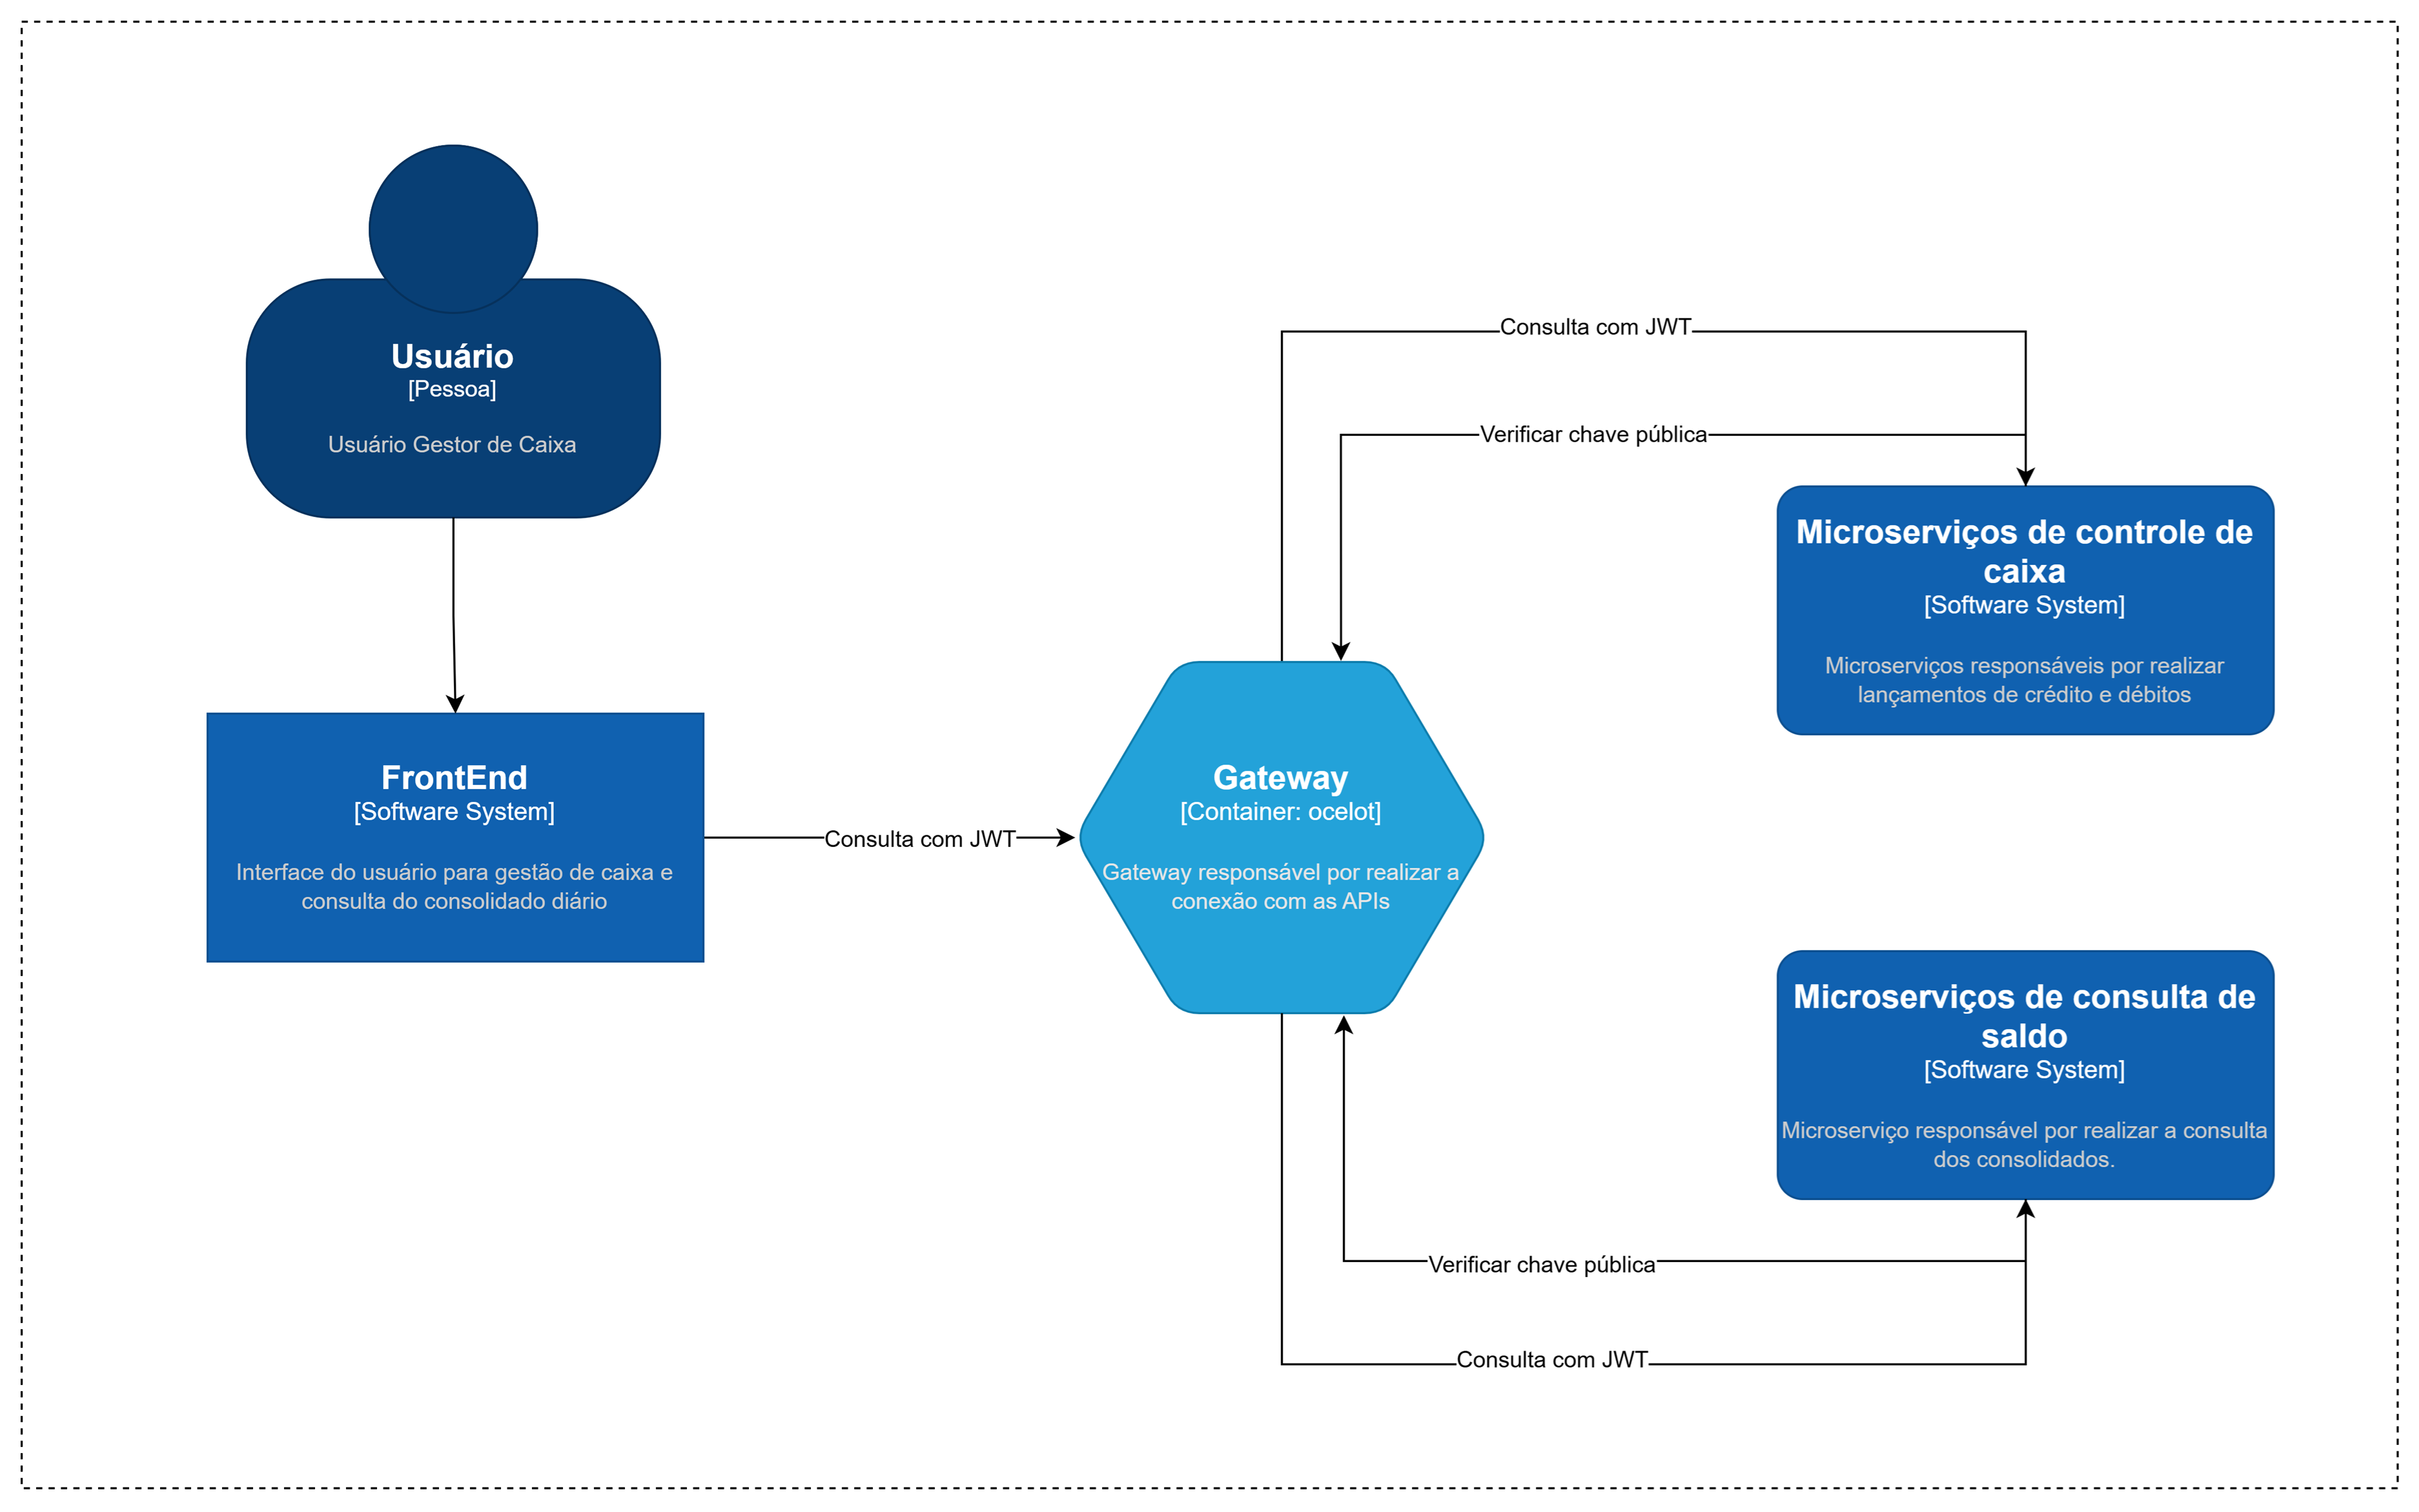 Usuário
[Pessoa]
Usuário Gestor de Caixa
FrontEnd
[Software System]
Interface do usuário para gestão de caixa e
consulta do consolidado diário
Consulta com JWT
Gateway
[Container: ocelot]
Gateway responsável por realizar a
conexão com as APIs
Consulta com JWT
Verificar chave pública
Microserviços de controle de
caixa
[Software System]
Microserviços responsáveis por realizar
lançamentos de crédito e débitos
Microserviços de consulta de
saldo
[Software System]
Microserviço responsável por realizar a consulta
dos consolidados.
Verificar chave pública
Consulta com JWT